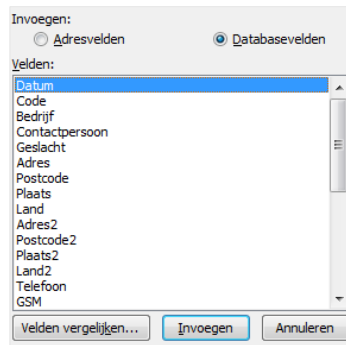 Invoegen:
Adresvelden Databasevelden
Velden:
Datum
Code
Bedrijf
Contactpersoon
Geslacht
Adres
Postcode
Plaats
Land
Adres2
Postcode2
Plaats2
Land2
Telefoon
GSM
Velden vergelijken... Invoegen Annuleren